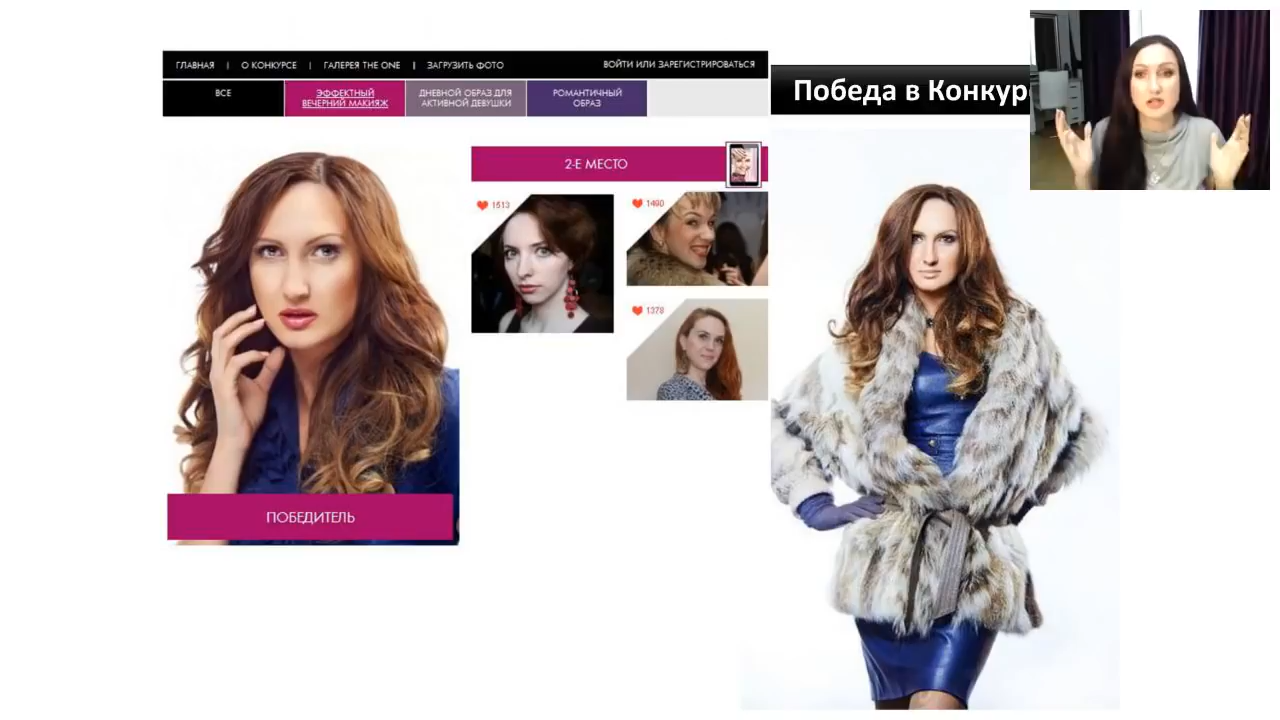 ГЛАВНАЯ | О КОНКУРСЕ | ГАЛЕРЕЯ THE ONE | ЗАГРУЗИТЬ ФОТО ВОЙТИ ИЛИ ЗАРЕГИСТРИРОВАТЬСЯ
ВСЕ
ЭФФЕКТНЫЙ
ВЕЧЕРНИЙ МАКИЯЖ
ДНЕВНОЙ ОБРАЗ ДЛЯ
АКТИВНОЙ ДЕВУШКИ
РОМАНТИЧНЫЙ
ОБРАЗ
Победа в Конкур
2-Е МЕСТО
1513
1490
1378
ПОБЕДИТЕЛЬ